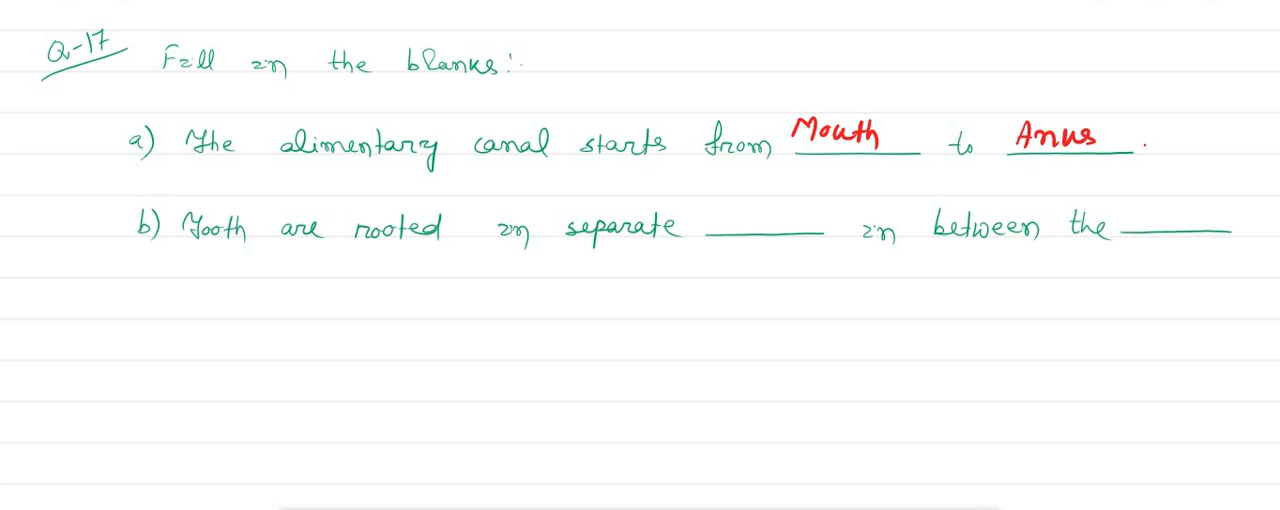 Q-17 Fill in the blanks:-
a) The alimentary canal starts from Mouth to Anus.
b) Tooth are rooted in separate ______ in between the ______